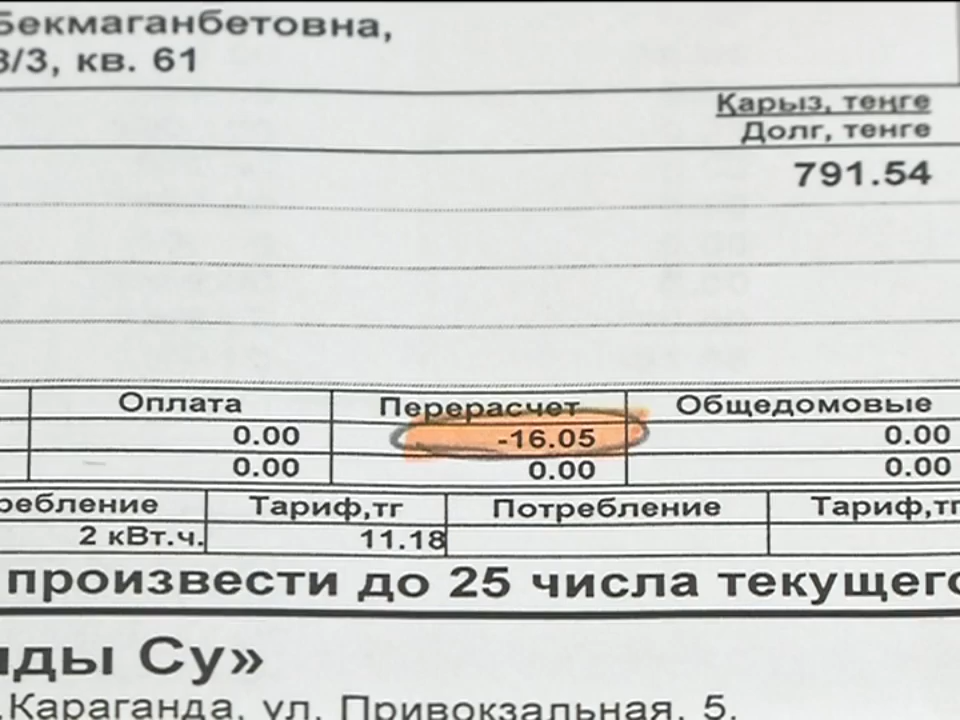 Бекмаганбетовна,
3/3, кв. 61
Қарыз, теңге
Долг, тенге
791.54
Оплата Перерасчет Общедомовые
0.00 -16.05 0.00
0.00 0.00 0.00
ребление Тариф,тг Потребление Тариф,тг
2 кВт.ч. 11.18
произвести до 25 числа текущего
нды Су»
.Караганда, ул. Привокзальная, 5.